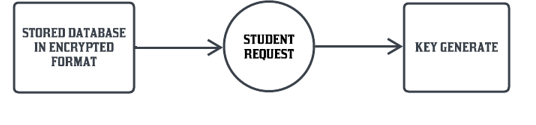 STORED DATABASE
IN ENCRYPTED
FORMAT
STUDENT
REQUEST
KEY GENERATE